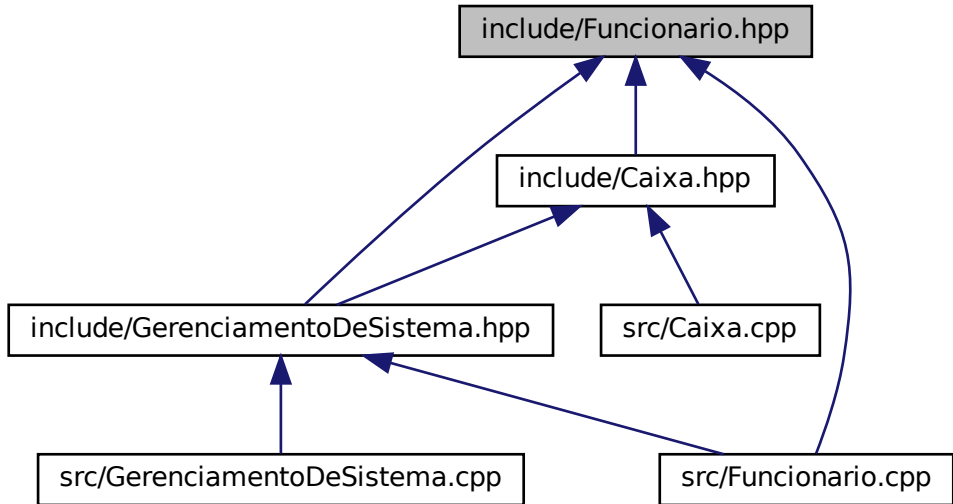 include/Funcionario.hpp
include/Caixa.hpp
include/GerenciamentoDeSistema.hpp
src/Caixa.cpp
src/GerenciamentoDeSistema.cpp
src/Funcionario.cpp